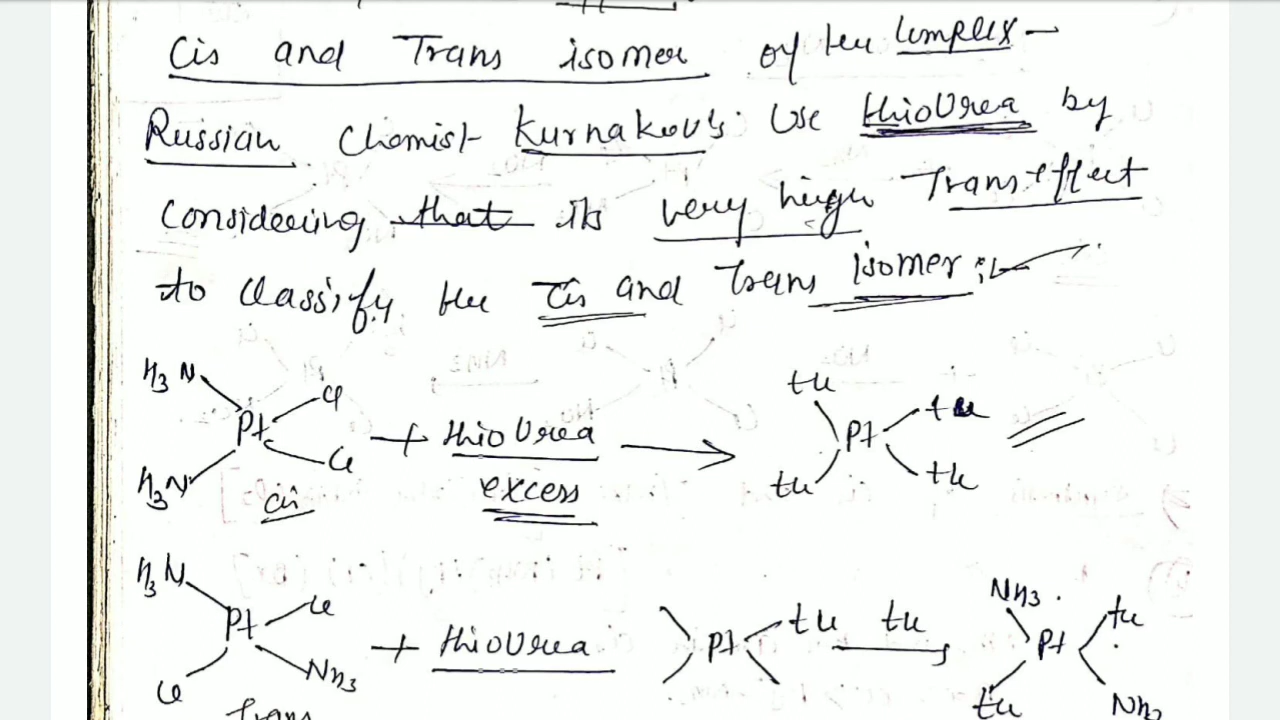 Cis and Trans isomer of the Complex -
Russian Chemist Kurnakov's Use thioUrea by
Considering that its very high Trans effect
to classify the Cis and Trans isomer :-
H3N Cl tu tu
Pt + thioUrea → Pt
H3N Cl excess tu tu
cis
H3N Cl tu tu NH3 tu
Pt + thioUrea Pt → Pt
Cl NH3 tu NH3
Trans